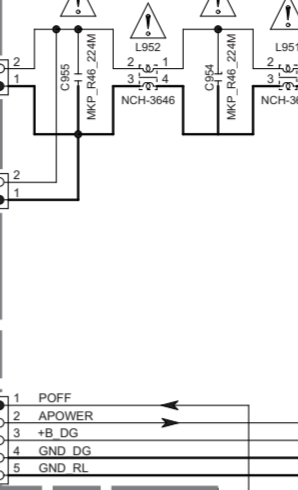 !
!
!
!
L952
L951
2
1
C955
MKP_R46_224M
2 1
3 4
NCH-3646
C954
MKP_R46_224M
2
3
NCH-36
2
1
1 POFF
2 APOWER
3 +B_DG
4 GND_DG
5 GND_RL